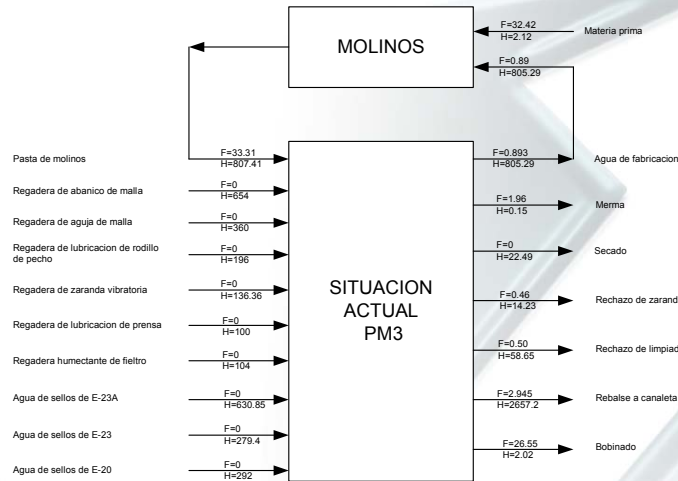 MOLINOS
F=32.42
H=2.12
Materia prima
F=0.89
H=805.29
Pasta de molinos
F=33.31
H=807.41
Regadera de abanico de malla
F=0
H=654
Regadera de aguja de malla
F=0
H=360
Regadera de lubricacion de rodillo
de pecho
F=0
H=196
Regadera de zaranda vibratoria
F=0
H=136.36
Regadera de lubricacion de prensa
F=0
H=100
Regadera humectante de fieltro
F=0
H=104
Agua de sellos de E-23A
F=0
H=630.85
Agua de sellos de E-23
F=0
H=279.4
Agua de sellos de E-20
F=0
H=292
SITUACION
ACTUAL
PM3
F=0.893
H=805.29
Agua de fabricacion
F=1.96
H=0.15
Merma
F=0
H=22.49
Secado
F=0.46
H=14.23
Rechazo de zarand
F=0.50
H=58.65
Rechazo de limpiad
F=2.945
H=2657.2
Rebalse a canaleta
F=26.55
H=2.02
Bobinado